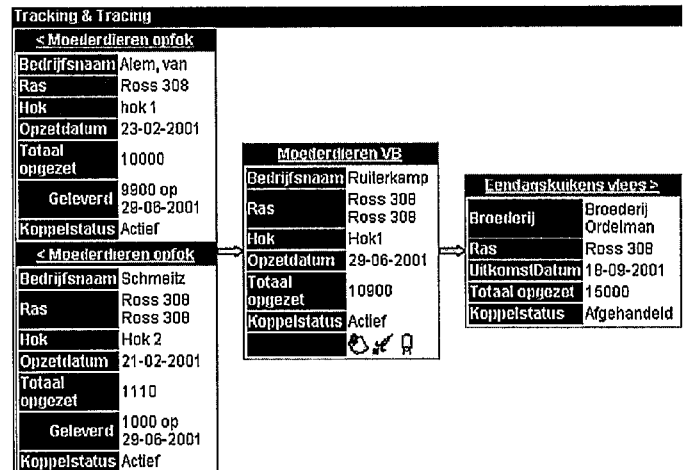 Tracking & Tracing
< Moederdieren opfok
Bedrijfsnaam Alem, van
Ras Ross 308
Hok hok 1
Opzetdatum 23-02-2001
Totaal opgezet 10000
Geleverd 9900 op 29-06-2001
Koppelstatus Actief
< Moederdieren opfok
Bedrijfsnaam Schmeitz
Ras Ross 308 Ross 308
Hok Hok 2
Opzetdatum 21-02-2001
Totaal opgezet 1110
Geleverd 1000 op 29-06-2001
Koppelstatus Actief
Moederdieren VB
Bedrijfsnaam Ruiterkamp
Ras Ross 308 Ross 308
Hok Hok1
Opzetdatum 29-06-2001
Totaal opgezet 10900
Koppelstatus Actief
Eendagskuikens vlees >
Broederij Broederij Ordelman
Ras Ross 308
UitkomstDatum 18-09-2001
Totaal opgezet 15000
Koppelstatus Afgehandeld